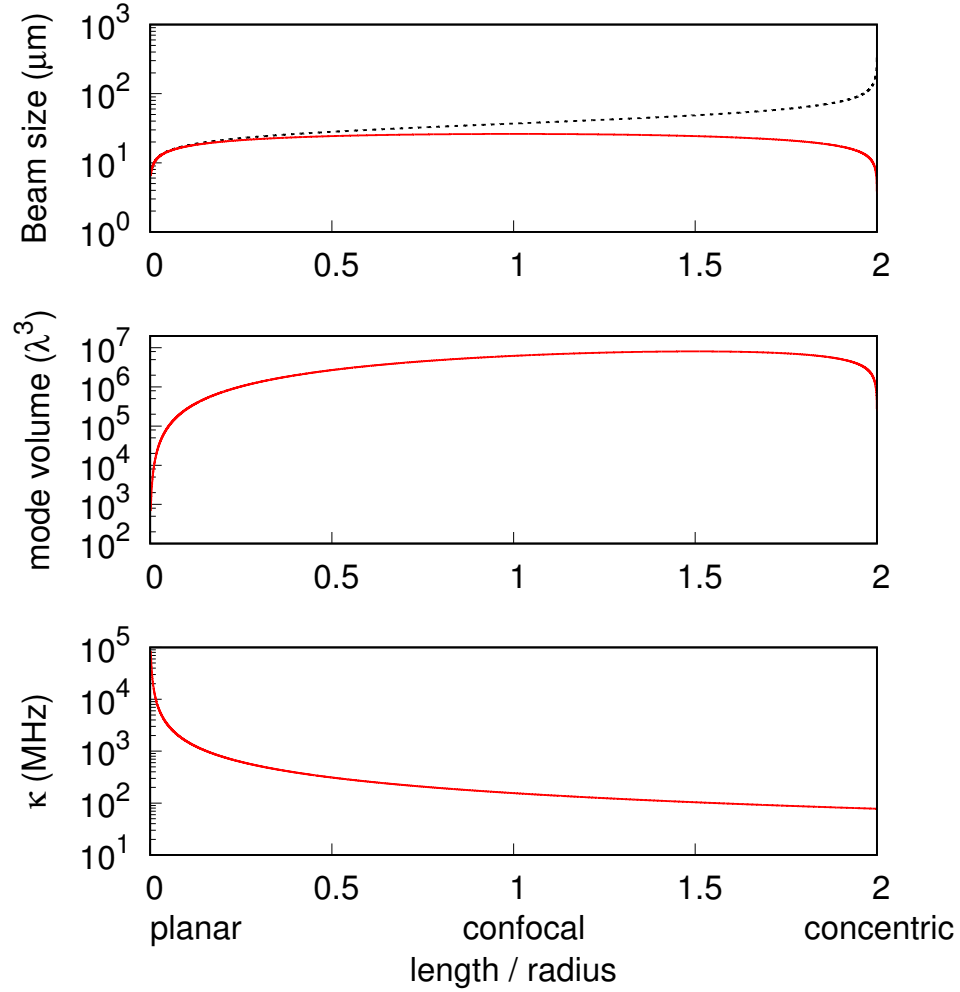 Beam size (μm)
10³
10²
10¹
10⁰
0 0.5 1 1.5 2
mode volume (λ³)
10⁷
10⁶
10⁵
10⁴
10³
10²
0 0.5 1 1.5 2
κ (MHz)
10⁵
10⁴
10³
10²
10¹
0 0.5 1 1.5 2
planar confocal concentric
length / radius